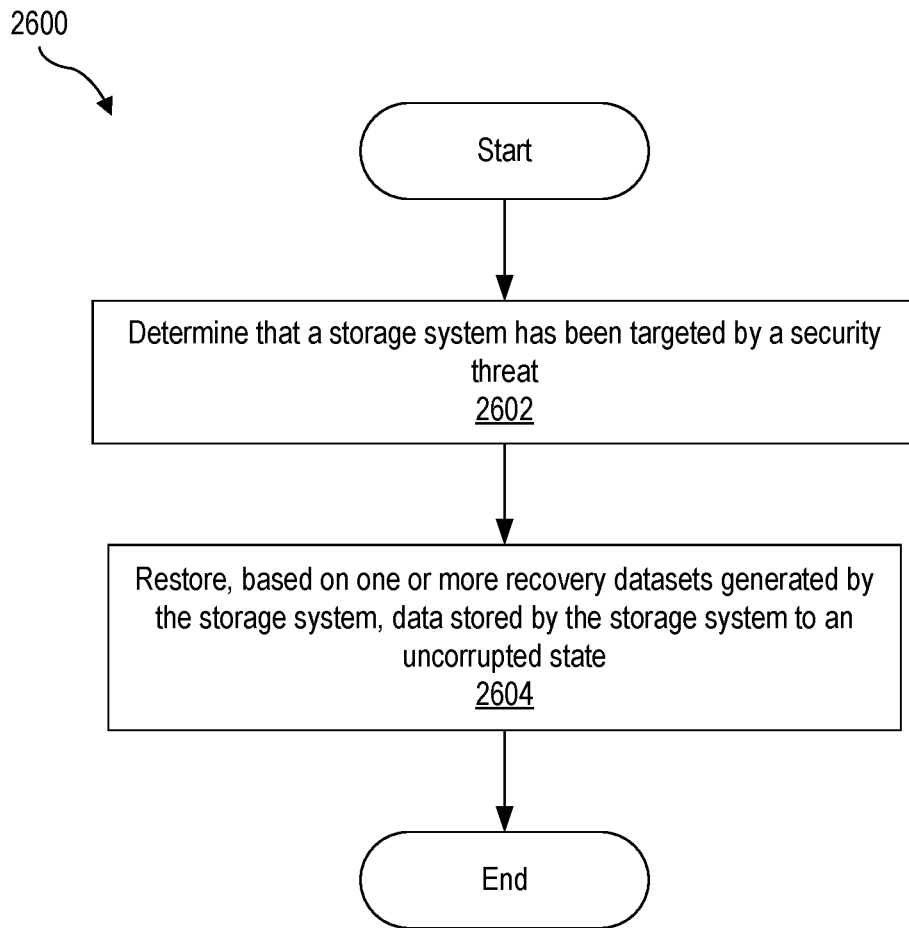 2600
Start
Determine that a storage system has been targeted by a security
threat
2602
Restore, based on one or more recovery datasets generated by
the storage system, data stored by the storage system to an
uncorrupted state
2604
End